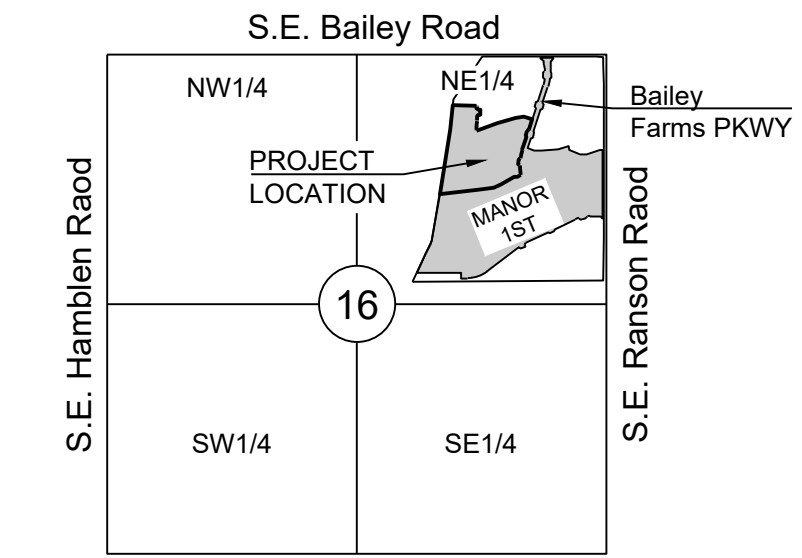 S.E. Bailey Road
NW1/4
NE1/4
Bailey
Farms PKWY
PROJECT
LOCATION
MANOR
1ST
S.E. Hamblen Raod
S.E. Ranson Raod
16
SW1/4
SE1/4